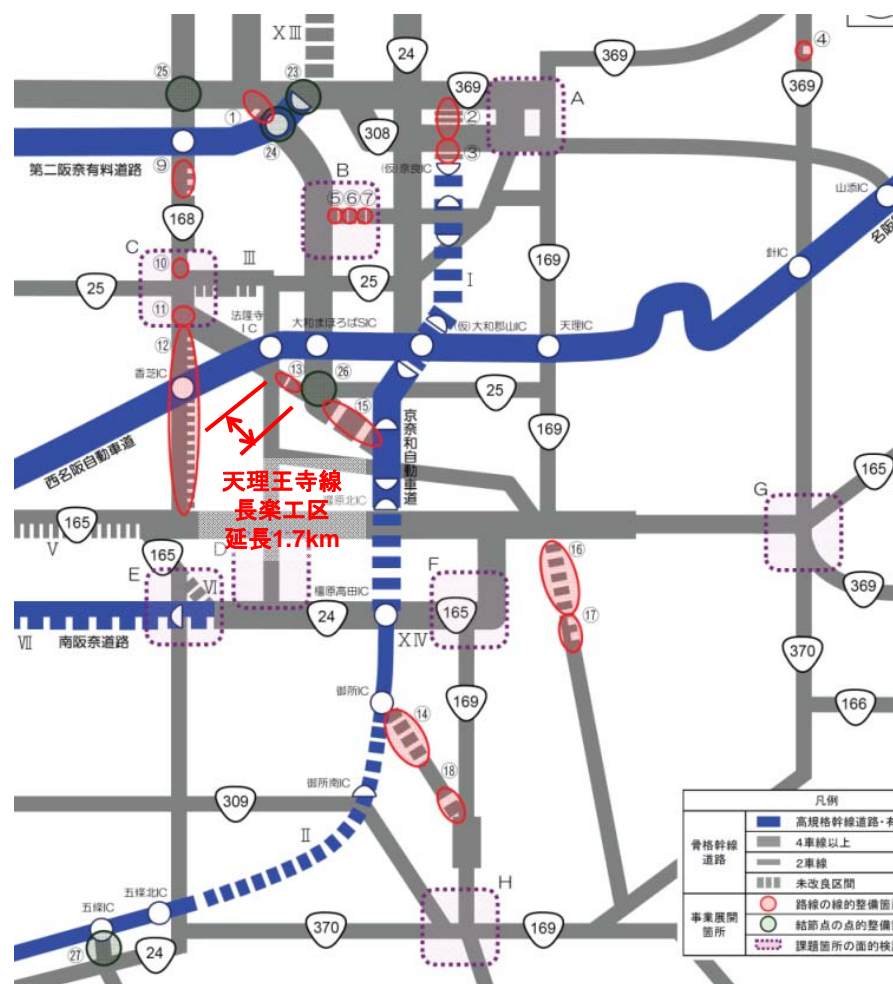 XⅢ
24
369
④
㉕
㉓
369
369
A
①
②
㉔
308
③
(仮)奈良IC
第二阪奈有料道路
⑨
B
⑤⑥⑦
山添IC
168
名阪
C
169
針IC
⑩
Ⅲ
25
25
Ⅰ
法隆寺
IC
大和まほろばSIC
(仮)大和郡山IC
天理IC
⑪
⑫
香芝IC
⑬
㉖
25
⑮
京奈和自動車道
169
西名阪自動車道
天理王寺線
長楽工区
延長1.7km
橿原北IC
165
G
165
Ⅴ
165
D
⑯
E
Ⅵ
F
369
橿原高田IC
24
165
⑰
Ⅶ
南阪奈道路
XⅣ
370
御所IC
169
166
⑭
⑱
御所南IC
309
Ⅱ
凡例
骨格幹線
道路
高規格幹線道路・有
4車線以上
2車線
未改良区間
事業展開
箇所
路線の線的整備箇
結節点の点的整備
課題箇所の面的検
H
五條北IC
五條IC
370
169
㉗
24